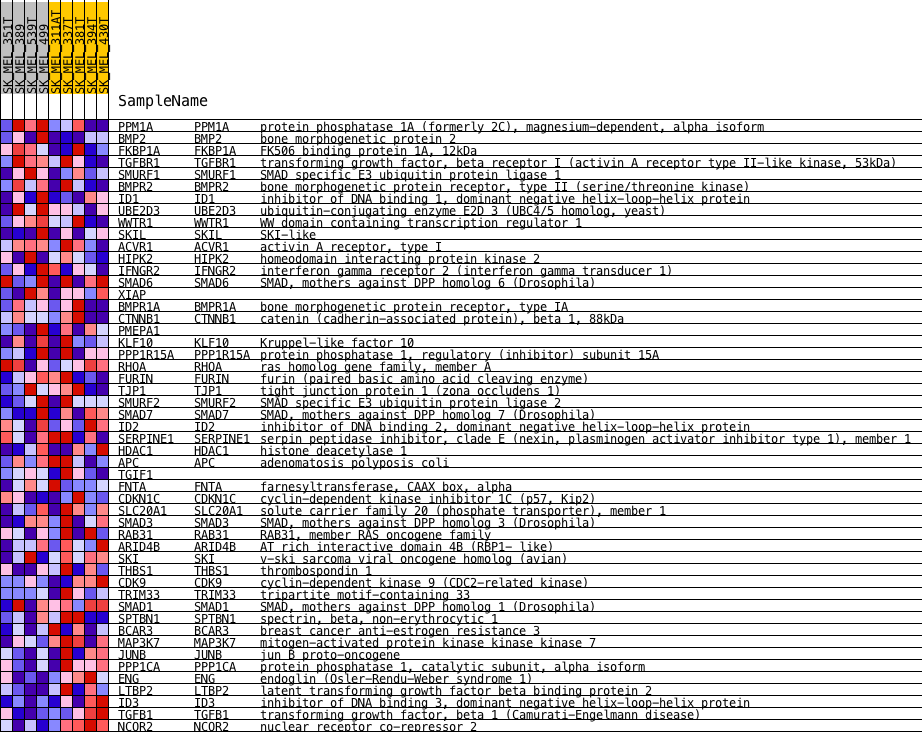 SK_MEL_351T
SK_MEL_389
SK_MEL_539T
SK_MEL_499
SK_MEL_311AT
SK_MEL_337T
SK_MEL_381T
SK_MEL_394T
SK_MEL_430T
SampleName
PPM1A PPM1A protein phosphatase 1A (formerly 2C), magnesium-dependent, alpha isoform
BMP2 BMP2 bone morphogenetic protein 2
FKBP1A FKBP1A FK506 binding protein 1A, 12kDa
TGFBR1 TGFBR1 transforming growth factor, beta receptor I (activin A receptor type II-like kinase, 53kDa)
SMURF1 SMURF1 SMAD specific E3 ubiquitin protein ligase 1
BMPR2 BMPR2 bone morphogenetic protein receptor, type II (serine/threonine kinase)
ID1 ID1 inhibitor of DNA binding 1, dominant negative helix-loop-helix protein
UBE2D3 UBE2D3 ubiquitin-conjugating enzyme E2D 3 (UBC4/5 homolog, yeast)
WWTR1 WWTR1 WW domain containing transcription regulator 1
SKIL SKIL SKI-like
ACVR1 ACVR1 activin A receptor, type I
HIPK2 HIPK2 homeodomain interacting protein kinase 2
IFNGR2 IFNGR2 interferon gamma receptor 2 (interferon gamma transducer 1)
SMAD6 SMAD6 SMAD, mothers against DPP homolog 6 (Drosophila)
XIAP
BMPR1A BMPR1A bone morphogenetic protein receptor, type IA
CTNNB1 CTNNB1 catenin (cadherin-associated protein), beta 1, 88kDa
PMEPA1
KLF10 KLF10 Kruppel-like factor 10
PPP1R15A PPP1R15A protein phosphatase 1, regulatory (inhibitor) subunit 15A
RHOA RHOA ras homolog gene family, member A
FURIN FURIN furin (paired basic amino acid cleaving enzyme)
TJP1 TJP1 tight junction protein 1 (zona occludens 1)
SMURF2 SMURF2 SMAD specific E3 ubiquitin protein ligase 2
SMAD7 SMAD7 SMAD, mothers against DPP homolog 7 (Drosophila)
ID2 ID2 inhibitor of DNA binding 2, dominant negative helix-loop-helix protein
SERPINE1 SERPINE1 serpin peptidase inhibitor, clade E (nexin, plasminogen activator inhibitor type 1), member 1
HDAC1 HDAC1 histone deacetylase 1
APC APC adenomatosis polyposis coli
TGIF1
FNTA FNTA farnesyltransferase, CAAX box, alpha
CDKN1C CDKN1C cyclin-dependent kinase inhibitor 1C (p57, Kip2)
SLC20A1 SLC20A1 solute carrier family 20 (phosphate transporter), member 1
SMAD3 SMAD3 SMAD, mothers against DPP homolog 3 (Drosophila)
RAB31 RAB31 RAB31, member RAS oncogene family
ARID4B ARID4B AT rich interactive domain 4B (RBP1- like)
SKI SKI v-ski sarcoma viral oncogene homolog (avian)
THBS1 THBS1 thrombospondin 1
CDK9 CDK9 cyclin-dependent kinase 9 (CDC2-related kinase)
TRIM33 TRIM33 tripartite motif-containing 33
SMAD1 SMAD1 SMAD, mothers against DPP homolog 1 (Drosophila)
SPTBN1 SPTBN1 spectrin, beta, non-erythrocytic 1
BCAR3 BCAR3 breast cancer anti-estrogen resistance 3
MAP3K7 MAP3K7 mitogen-activated protein kinase kinase kinase 7
JUNB JUNB jun B proto-oncogene
PPP1CA PPP1CA protein phosphatase 1, catalytic subunit, alpha isoform
ENG ENG endoglin (Osler-Rendu-Weber syndrome 1)
LTBP2 LTBP2 latent transforming growth factor beta binding protein 2
ID3 ID3 inhibitor of DNA binding 3, dominant negative helix-loop-helix protein
TGFB1 TGFB1 transforming growth factor, beta 1 (Camurati-Engelmann disease)
NCOR2 NCOR2 nuclear receptor co-repressor 2